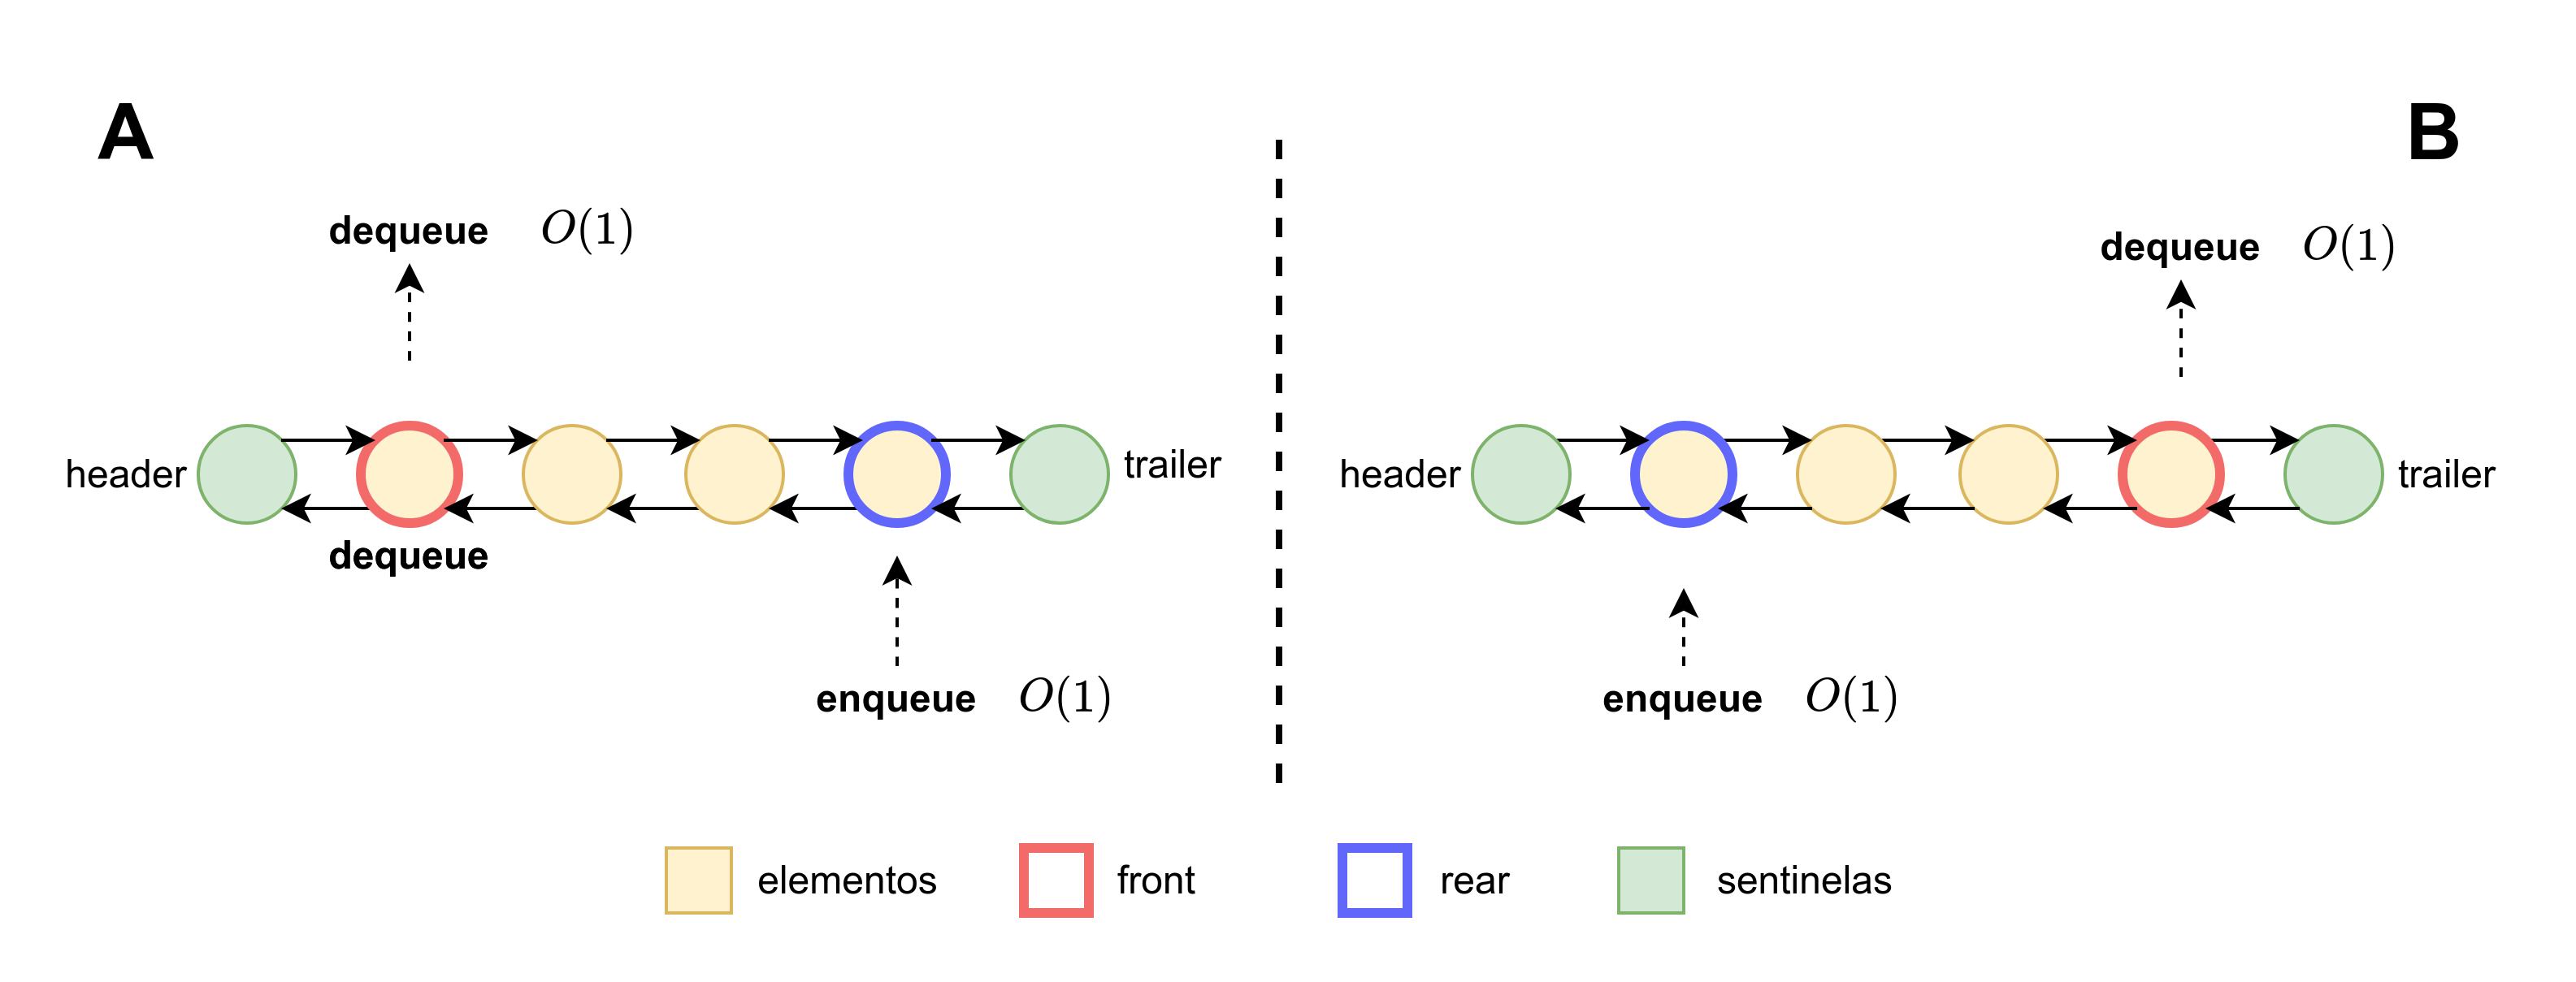 A
B
dequeue O(1)
dequeue O(1)
header
trailer
header
trailer
dequeue
enqueue O(1)
enqueue O(1)
elementos
front
rear
sentinelas